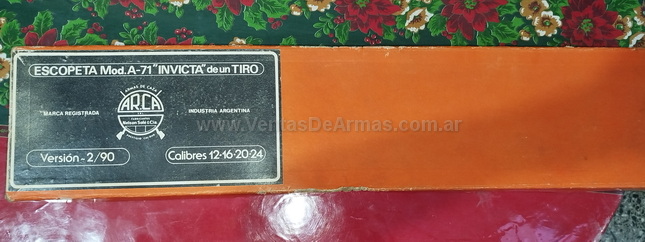 ESCOPETA Mod.A-71 "INVICTA" de un TIRO
ARMAS DE CAZA
ARCA
MARCA REGISTRADA
INDUSTRIA ARGENTINA
Versión-2/90
Calibres 12-16-20-24
www.VentasDeArmas.com.ar